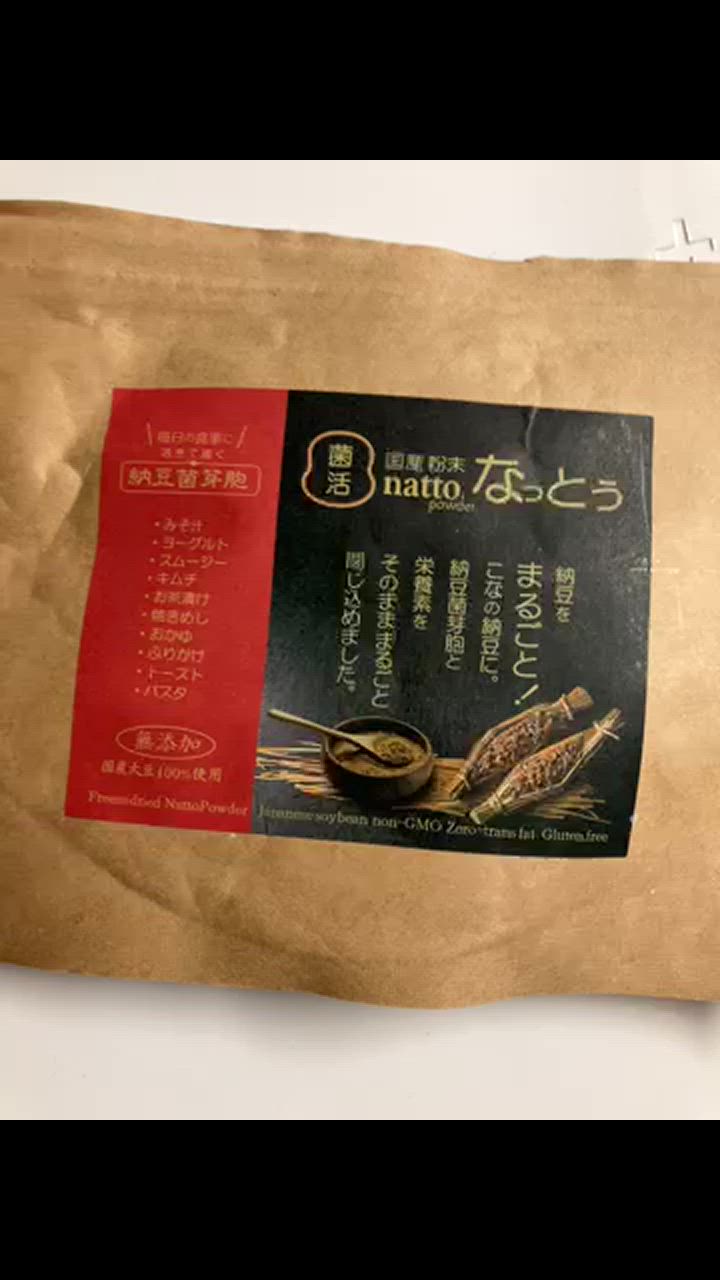 毎日の食事に
活きて届く
納豆菌芽胞
・みそ汁
・ヨーグルト
・スムージー
・キムチ
・お茶漬け
・焼きめし
・おかゆ
・ふりかけ
・トースト
・パスタ
無添加
国産大豆100%使用
菌活
国産 粉末
natto
powder
なっとう
納豆を
まるごと!
こなの納豆に。
納豆菌芽胞と
栄養素を
そのまままるごと
閉じ込めました。
Freezedried NattoPowder Japanese soybean non-GMO Zero trans fat Gluten free